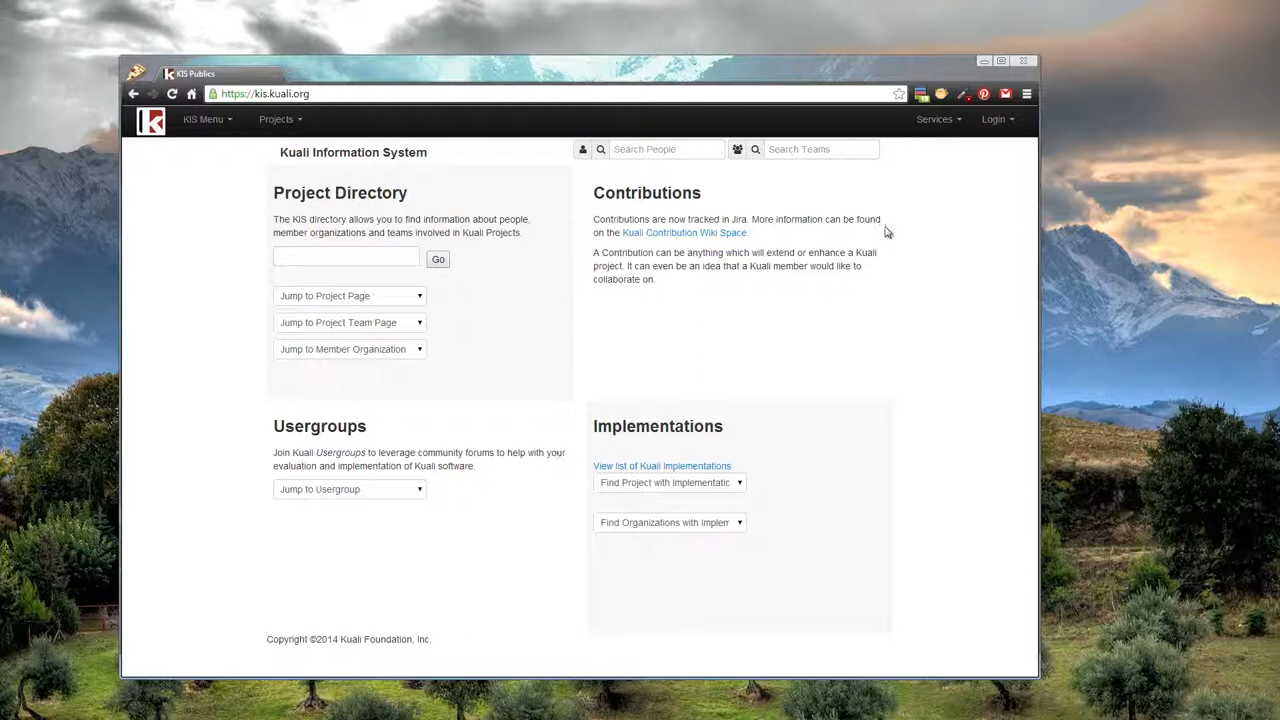 KIS Publics
https://kis.kuali.org
KIS Menu
Projects
Services
Login
Kuali Information System
Search People
Search Teams
Project Directory
The KIS directory allows you to find information about people,
member organizations and teams involved in Kuali Projects.
Go
Jump to Project Page
Jump to Project Team Page
Jump to Member Organization
Contributions
Contributions are now tracked in Jira. More information can be found
on the Kuali Contribution Wiki Space.
A Contribution can be anything which will extend or enhance a Kuali
project. It can even be an idea that a Kuali member would like to
collaborate on.
Usergroups
Join Kuali Usergroups to leverage community forums to help with your
evaluation and implementation of Kuali software.
Jump to Usergroup
Implementations
View list of Kuali Implementations
Find Project with Implementatic
Find Organizations with Implem
Copyright ©2014 Kuali Foundation, Inc.